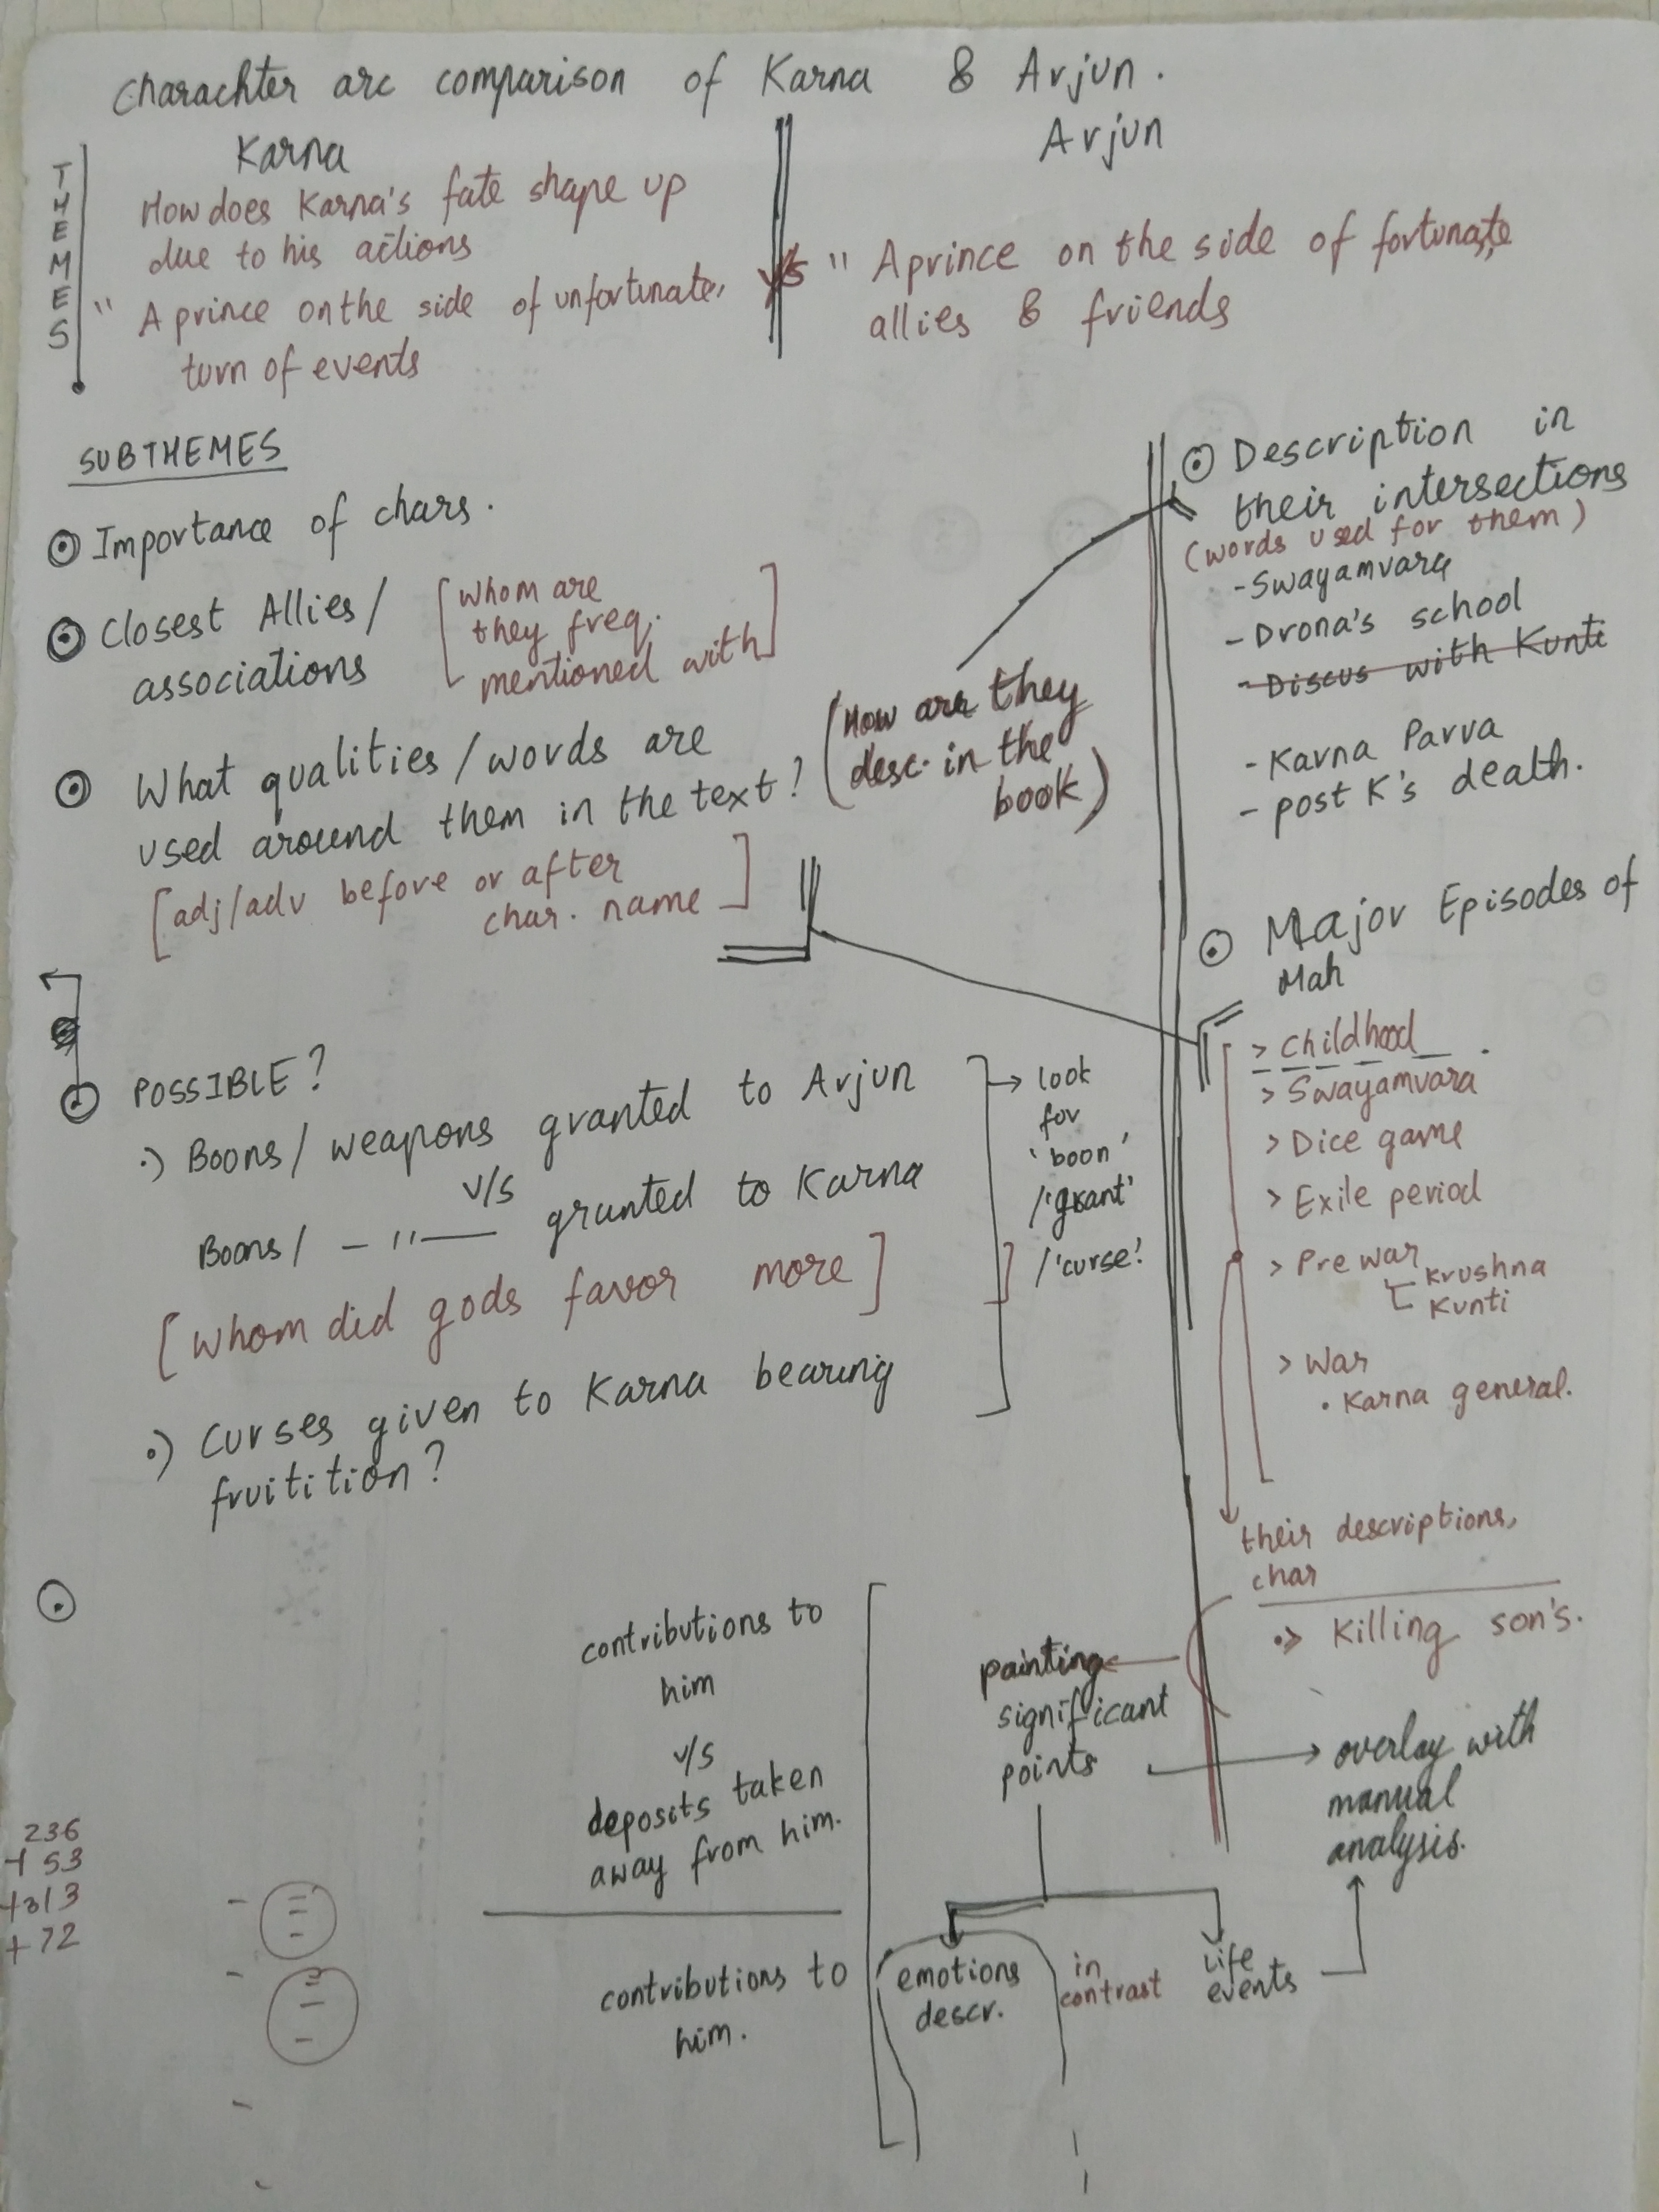 Charachter arc comparison of Karna & Arjun.
Karna
Arjun
THEMES
How does Karna's fate shape up
due to his actions
" A prince on the side of unfortunate,
turn of events
v/s
" A prince on the side of fortunate,
allies & friends
SUBTHEMES
Importance of chars.
Closest Allies/
associations
[whom are
they freq.
mentioned with]
What qualities/words are
used around them in the text?
(How are they
desc. in the
book)
[adj/adv before or after
char. name]
POSSIBLE?
Boons/ weapons granted to Arjun
v/s
Boons/ — " — granted to Karna
[whom did gods favor more]
curses given to Karna bearing
fruitition?
→ look
for
'boon'
/'grant'
/'curse'
Description in
their intersections
(words used for them)
- Swayamvara
- Drona's school
- Discus with Kunti
- Karna Parva
- post K's death.
Major Episodes of
Mah
> childhood
> Swayamvara
> Dice game
> Exile period
> Pre war
Krushna
Kunti
> War
• Karna general.
their descriptions,
char
•> Killing son's.
contributions to
him
v/s
deposits taken
away from him.
contributions to
him.
painting
significant
points
→ overlay with
manual
analysis.
emotions
descr.
in
contrast
life
events
236
+ 53
+313
+ 72